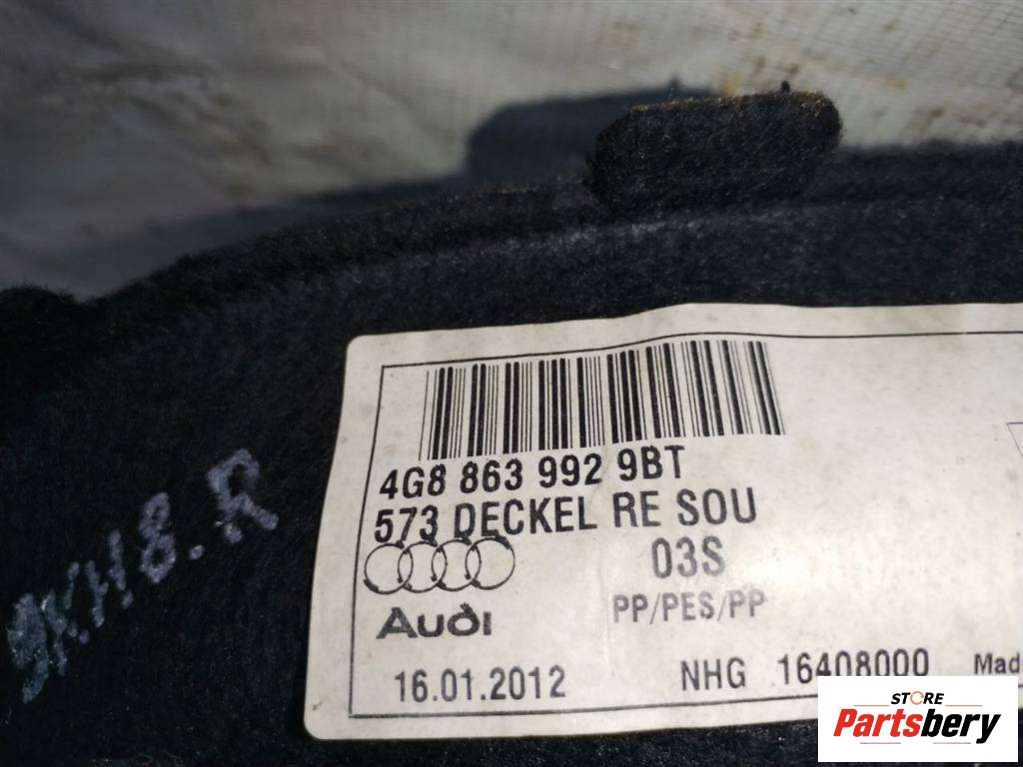 4G8 863 992 9BT
573 DECKEL RE SOU
03S
Audi
PP/PES/PP
16.01.2012 NHG 16408000 Mad
STORE
Partsbery